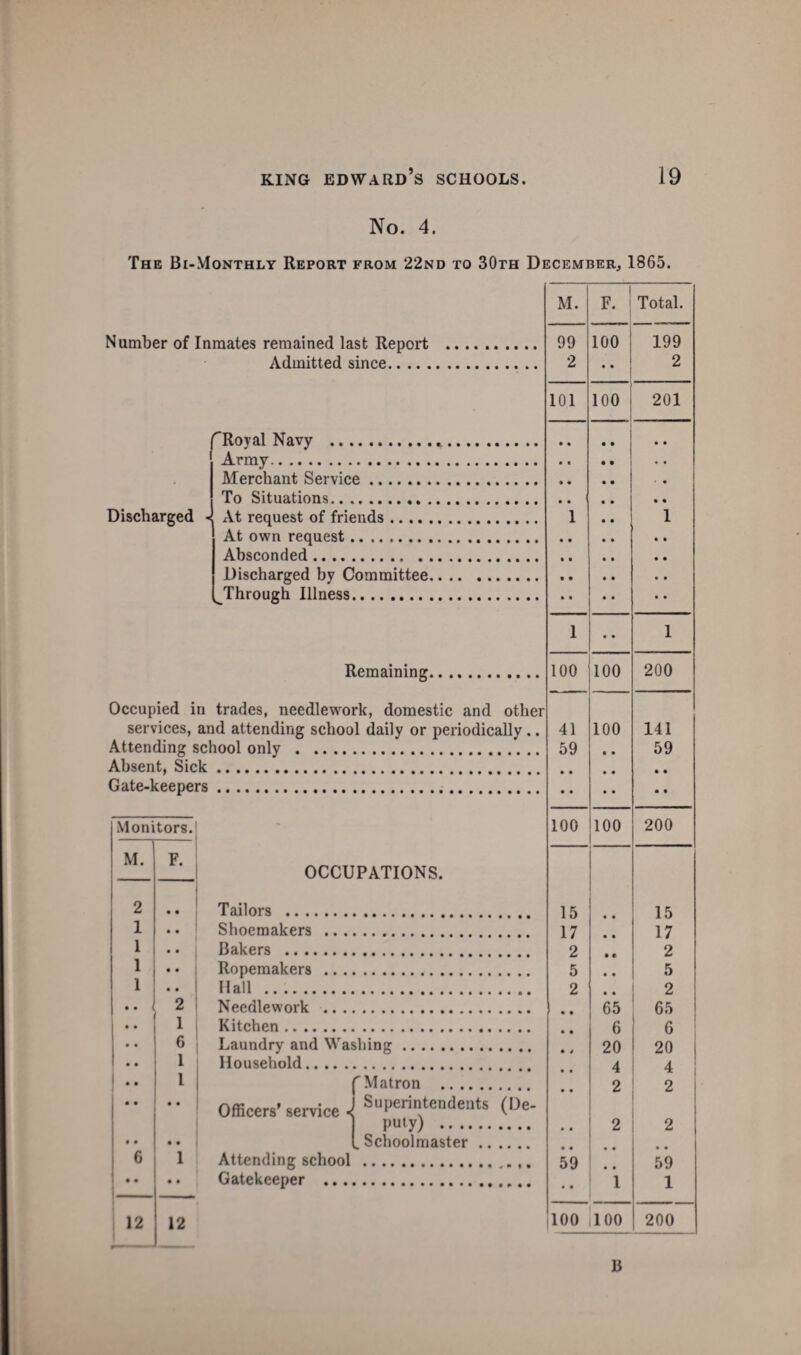 KING EDWARD'S SCHOOLS. 19
No. 4.
THE BI-MONTHLY REPORT FROM 22ND TO 30TH DECEMBER, 1865.
M. F. Total.
Number of Inmates remained last Report ........... 99 100 199
Admitted since.................. 2 .. 2
101 100 201
Royal Navy .. .. ..
Army.. .. .. ..
Merchant Service .. .. ..
To Situations.. .. .. ..
Discharged { At request of friends .. 1 .. 1
At own request .. .. ..
Absconded .. .. ..
Discharged by Committee.. .. .. ..
Through Illness.. .. .. ..
1 .. 1
Remaining.............. 100 100 200
Occupied in trades, needlework, domestic and other
services, and attending school daily or periodically .. 41 100 141
Attending school only .. 59 .. 59
Absent, Sick .. .. .. ..
Gate-keepers .. .. .. ..
Monitors. 100 100 200
M. F. OCCUPATIONS.
2 .. Tailors .. 15 .. 15
1 .. Shoemakers .. 17 .. 17
1 .. Bakers .. 2 .. 2
1 .. Ropemakers .. 5 .. 5
1 .. Hall .. 2 .. 2
.. 2 Needlework .. .. 65 65
.. 1 Kitchen .. .. 6 6
.. 6 Laundry and Washing .. .. 20 20
.. 1 Household.. .. 4 4
.. 1 Matron .. .. 2 2
.. .. Officers' service { Superintendents (De-
puty) .. .. 2 2
.. .. Schoolmaster .. .. .. ..
6 1 Attending school .. 59 .. 59
.. .. Gatekeeper .. .. 1 1
12 12 100 100 200
B